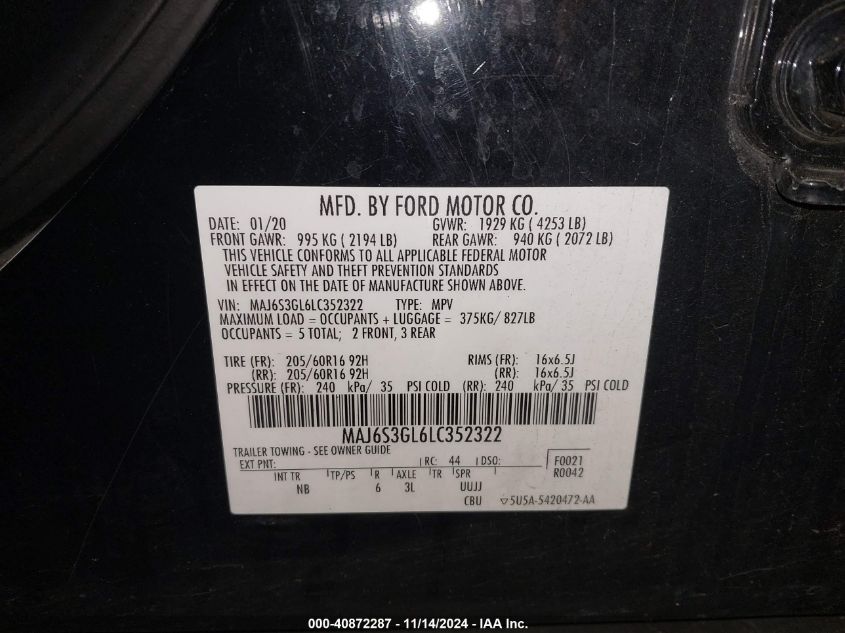 MFD. BY FORD MOTOR CO.
DATE: 01/20 GVWR: 1929 KG ( 4253 LB)
FRONT GAWR: 995 KG ( 2194 LB) REAR GAWR: 940 KG ( 2072 LB)
THIS VEHICLE CONFORMS TO ALL APPLICABLE FEDERAL MOTOR
VEHICLE SAFETY AND THEFT PREVENTION STANDARDS
IN EFFECT ON THE DATE OF MANUFACTURE SHOWN ABOVE.
VIN: MAJ6S3GL6LC352322 TYPE: MPV
MAXIMUM LOAD = OCCUPANTS + LUGGAGE = 375KG/ 827LB
OCCUPANTS = 5 TOTAL; 2 FRONT, 3 REAR
TIRE (FR): 205/60R16 92H RIMS (FR): 16x6.5J
(RR): 205/60R16 92H (RR): 16x6.5J
PRESSURE (FR): 240 kPa/ 35 PSI COLD (RR): 240 kPa/ 35 PSI COLD
MAJ6S3GL6LC352322
TRAILER TOWING - SEE OWNER GUIDE
EXT PNT: RC: 44 DSO: F0021
INT TR TP/PS R AXLE TR SPR R0042
NB 6 3L UUJJ
CBU ▽5U5A-5420472-AA
000-40872287 - 11/14/2024 - IAA Inc.